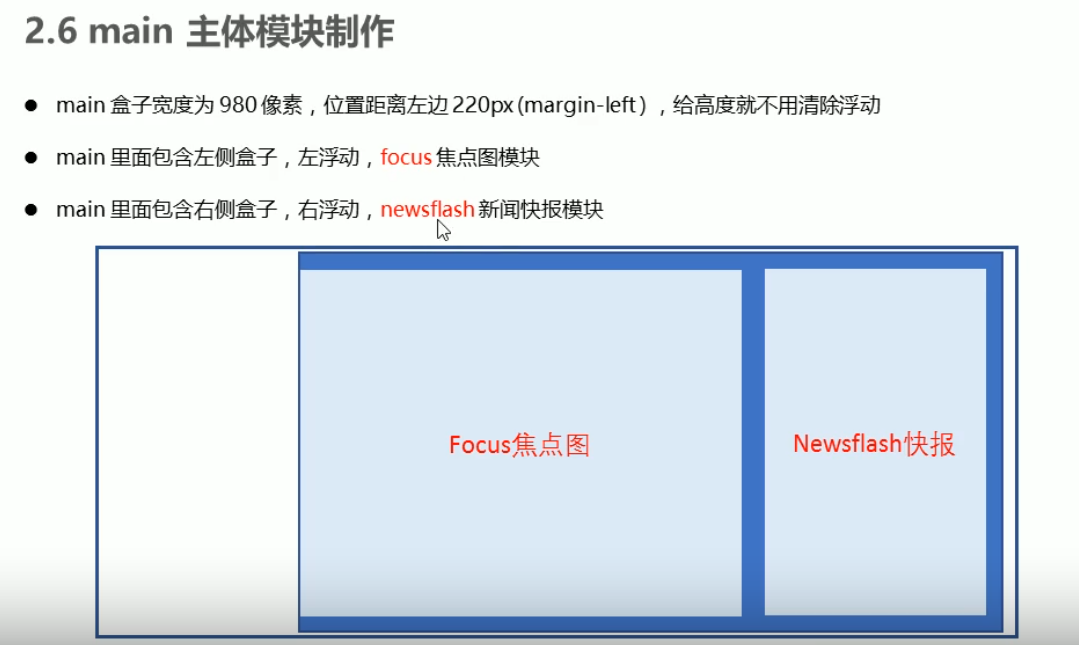 2.6 main 主体模块制作
main 盒子宽度为 980 像素，位置距离左边 220px (margin-left) ，给高度就不用清除浮动
main 里面包含左侧盒子，左浮动，focus 焦点图模块
main 里面包含右侧盒子，右浮动，newsflash 新闻快报模块
Focus焦点图
Newsflash快报